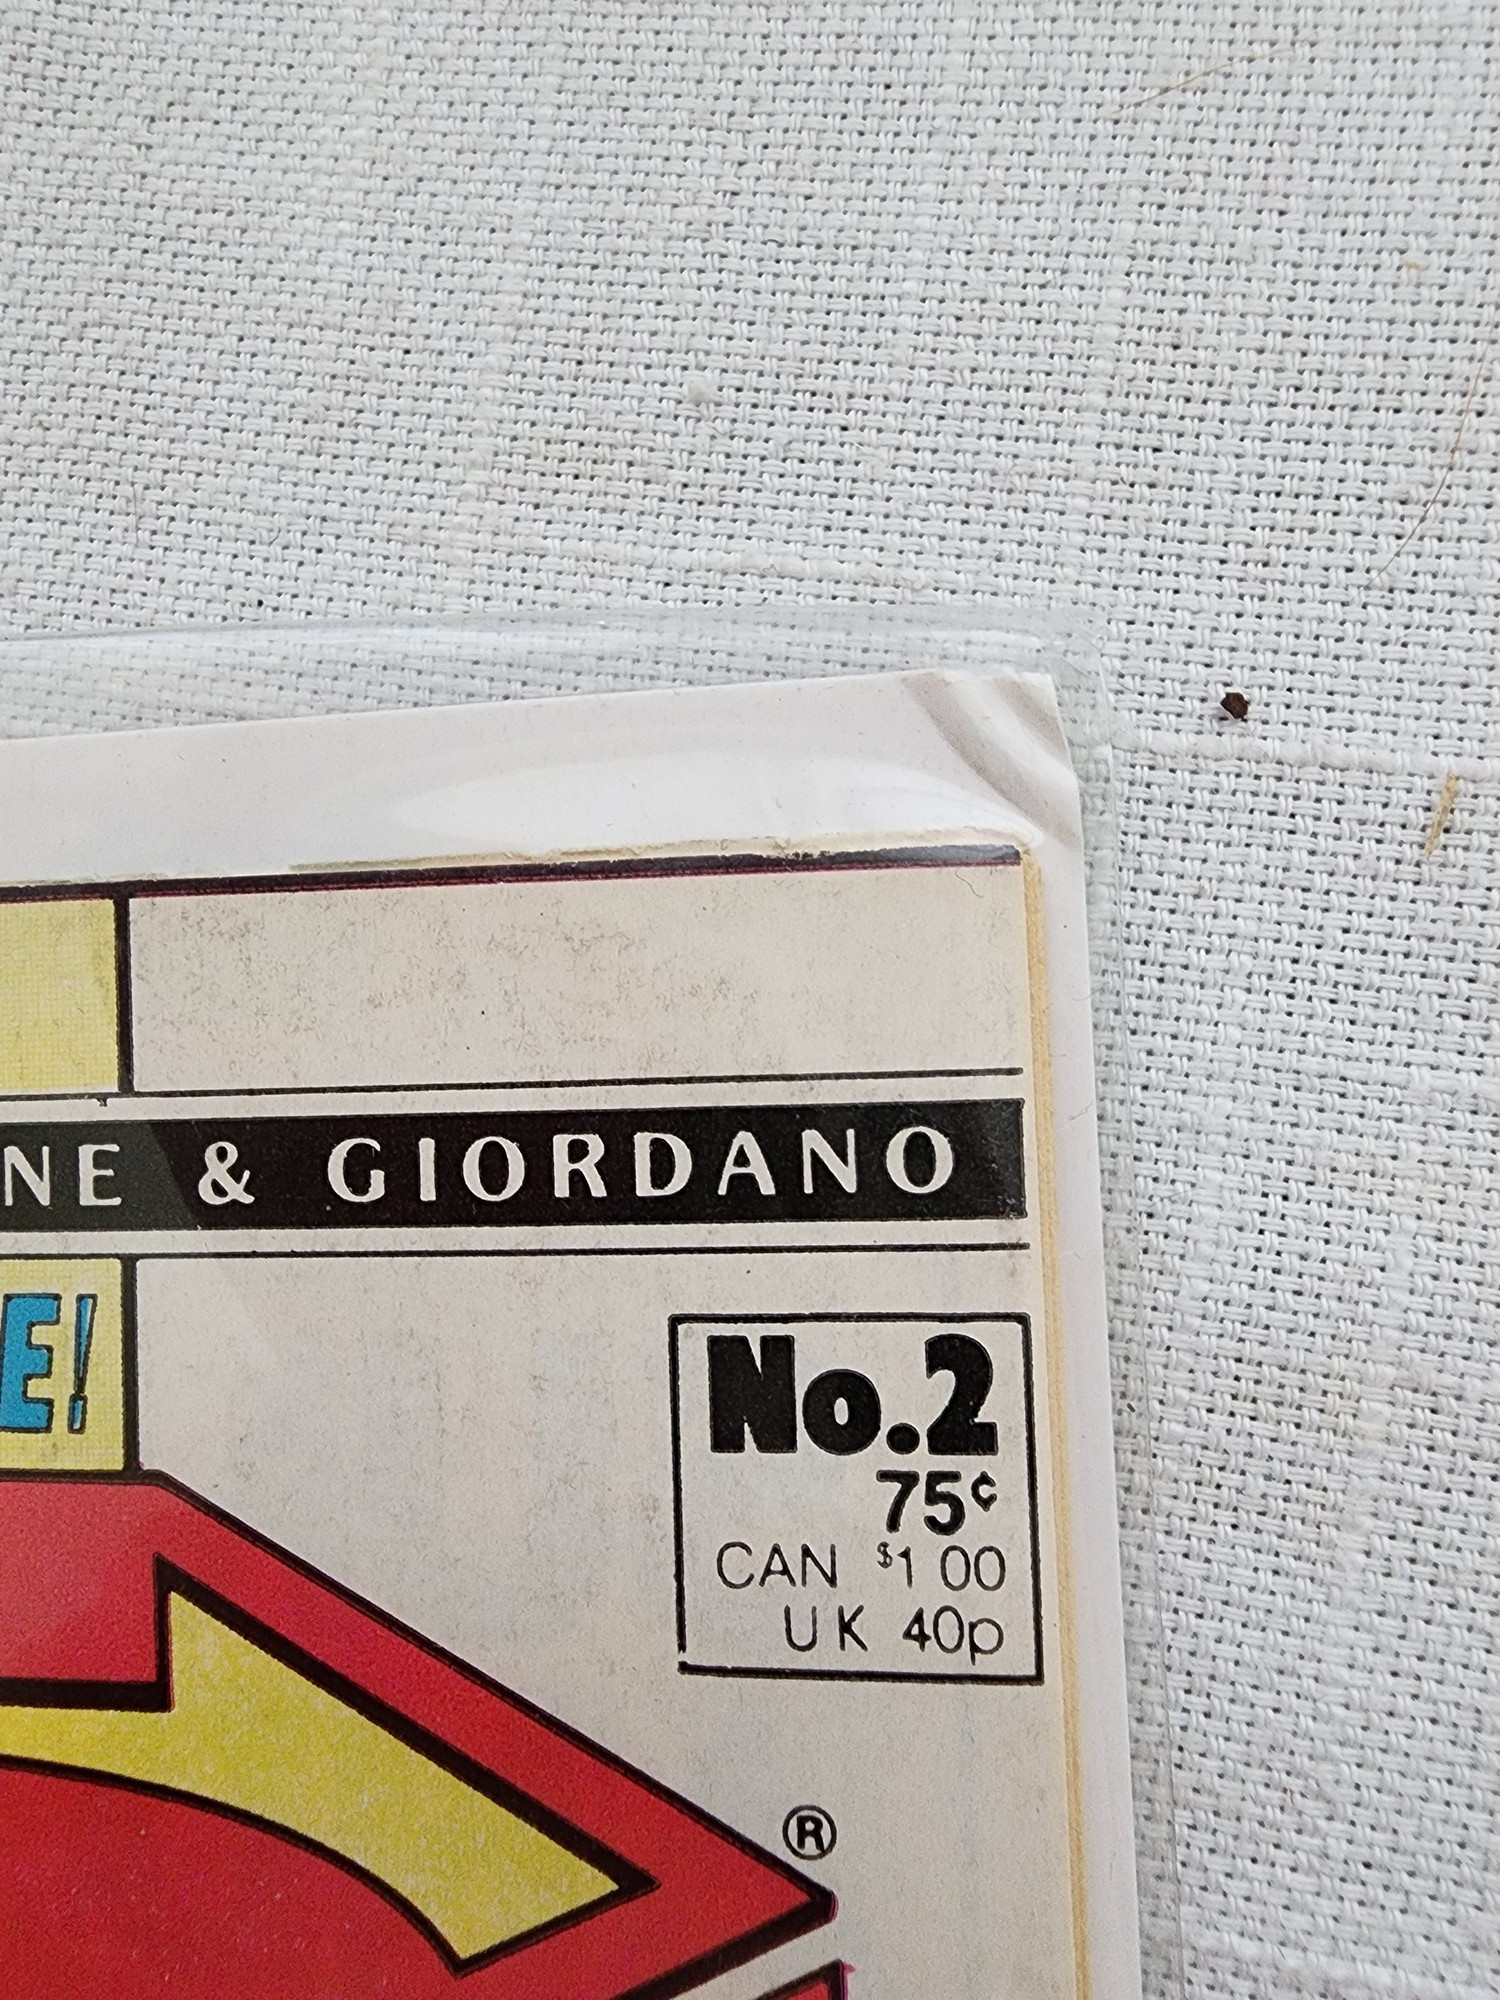 NE & GIORDANO
E!
No.2
75¢
CAN $1 00
UK 40p
®